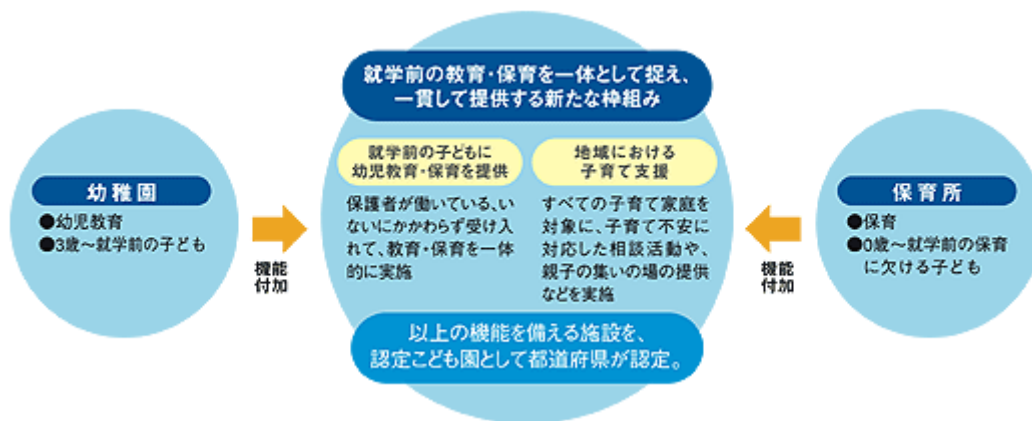 就学前の教育・保育を一体として捉え、
一貫して提供する新たな枠組み
幼稚園
●幼児教育
●3歳～就学前の子ども
機能
付加
就学前の子どもに
幼児教育・保育を提供
保護者が働いている、い
ないにかかわらず受け入
れて、教育・保育を一体
的に実施
地域における
子育て支援
すべての子育て家庭を
対象に、子育て不安に
対応した相談活動や、
親子の集いの場の提供
などを実施
以上の機能を備える施設を、
認定こども園として都道府県が認定。
機能
付加
保育所
●保育
●0歳～就学前の保育
に欠ける子ども